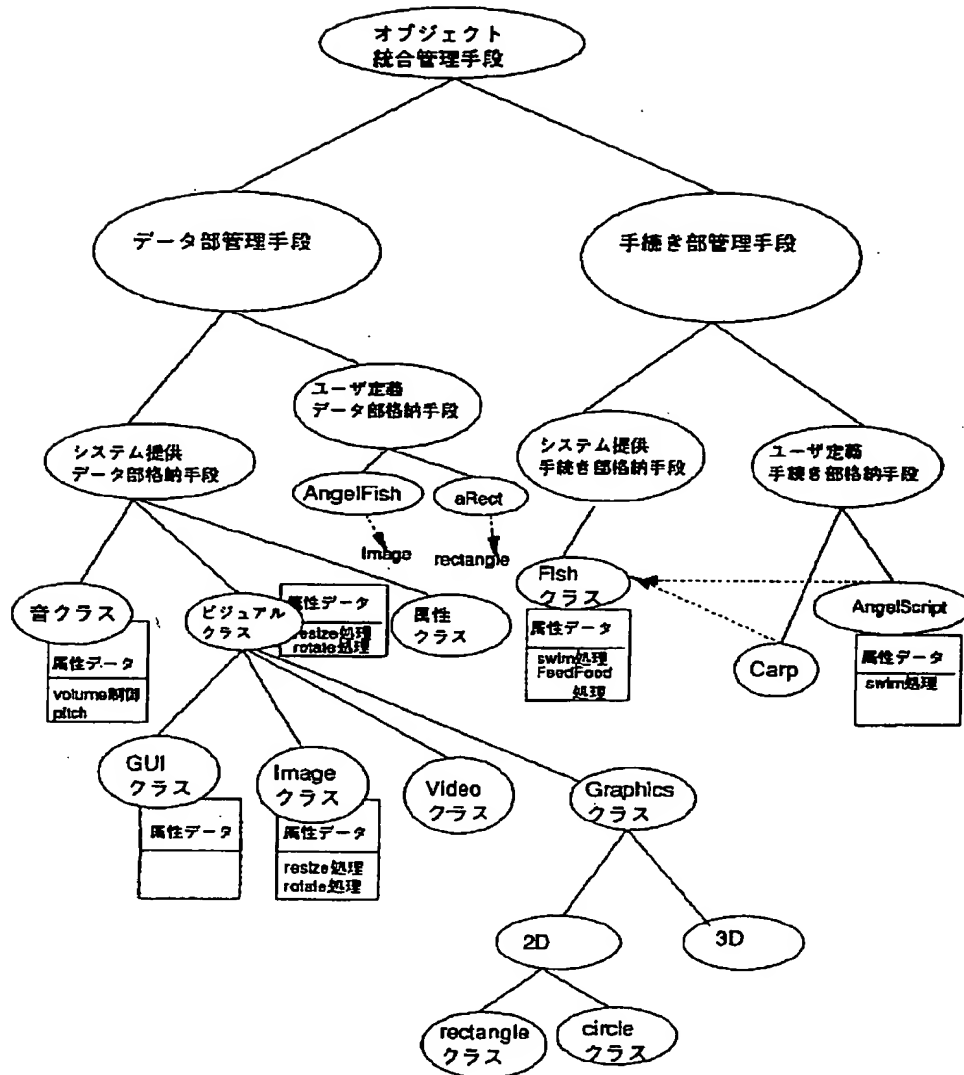 オブジェクト
統合管理手段
データ部管理手段
手続き部管理手段
ユーザ定義
データ部格納手段
システム提供
データ部格納手段
システム提供
手続き部格納手段
ユーザ定義
手続き部格納手段
AngelFish
aRect
Image
rectangle
音クラス
属性データ
volume制御
pitch
ビジュアル
クラス
属性データ
resize処理
rotate処理
属性
クラス
Fish
クラス
属性データ
swim処理
FeedFood
処理
Carp
AngelScript
属性データ
swim処理
GUI
クラス
属性データ
Image
クラス
属性データ
resize処理
rotate処理
Video
クラス
Graphics
クラス
2D
3D
rectangle
クラス
circle
クラス